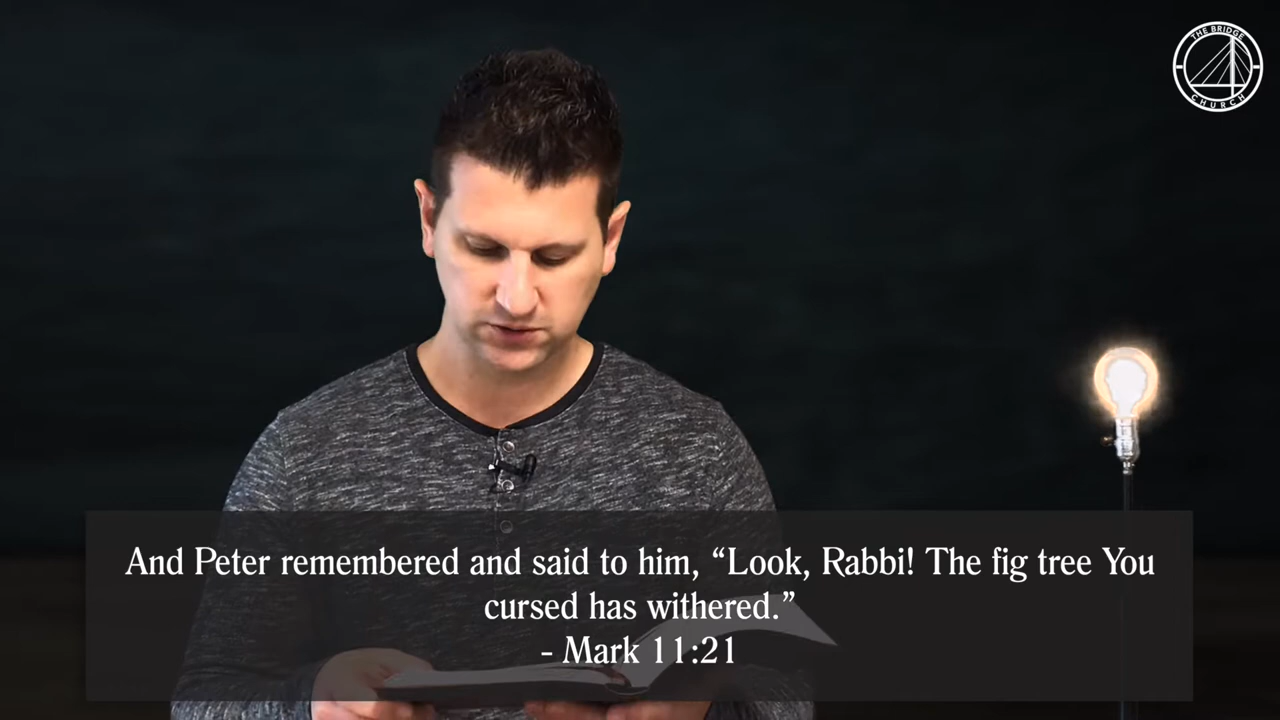 THE BRIDGE
CHURCH
And Peter remembered and said to him, “Look, Rabbi! The fig tree You
cursed has withered.”
- Mark 11:21